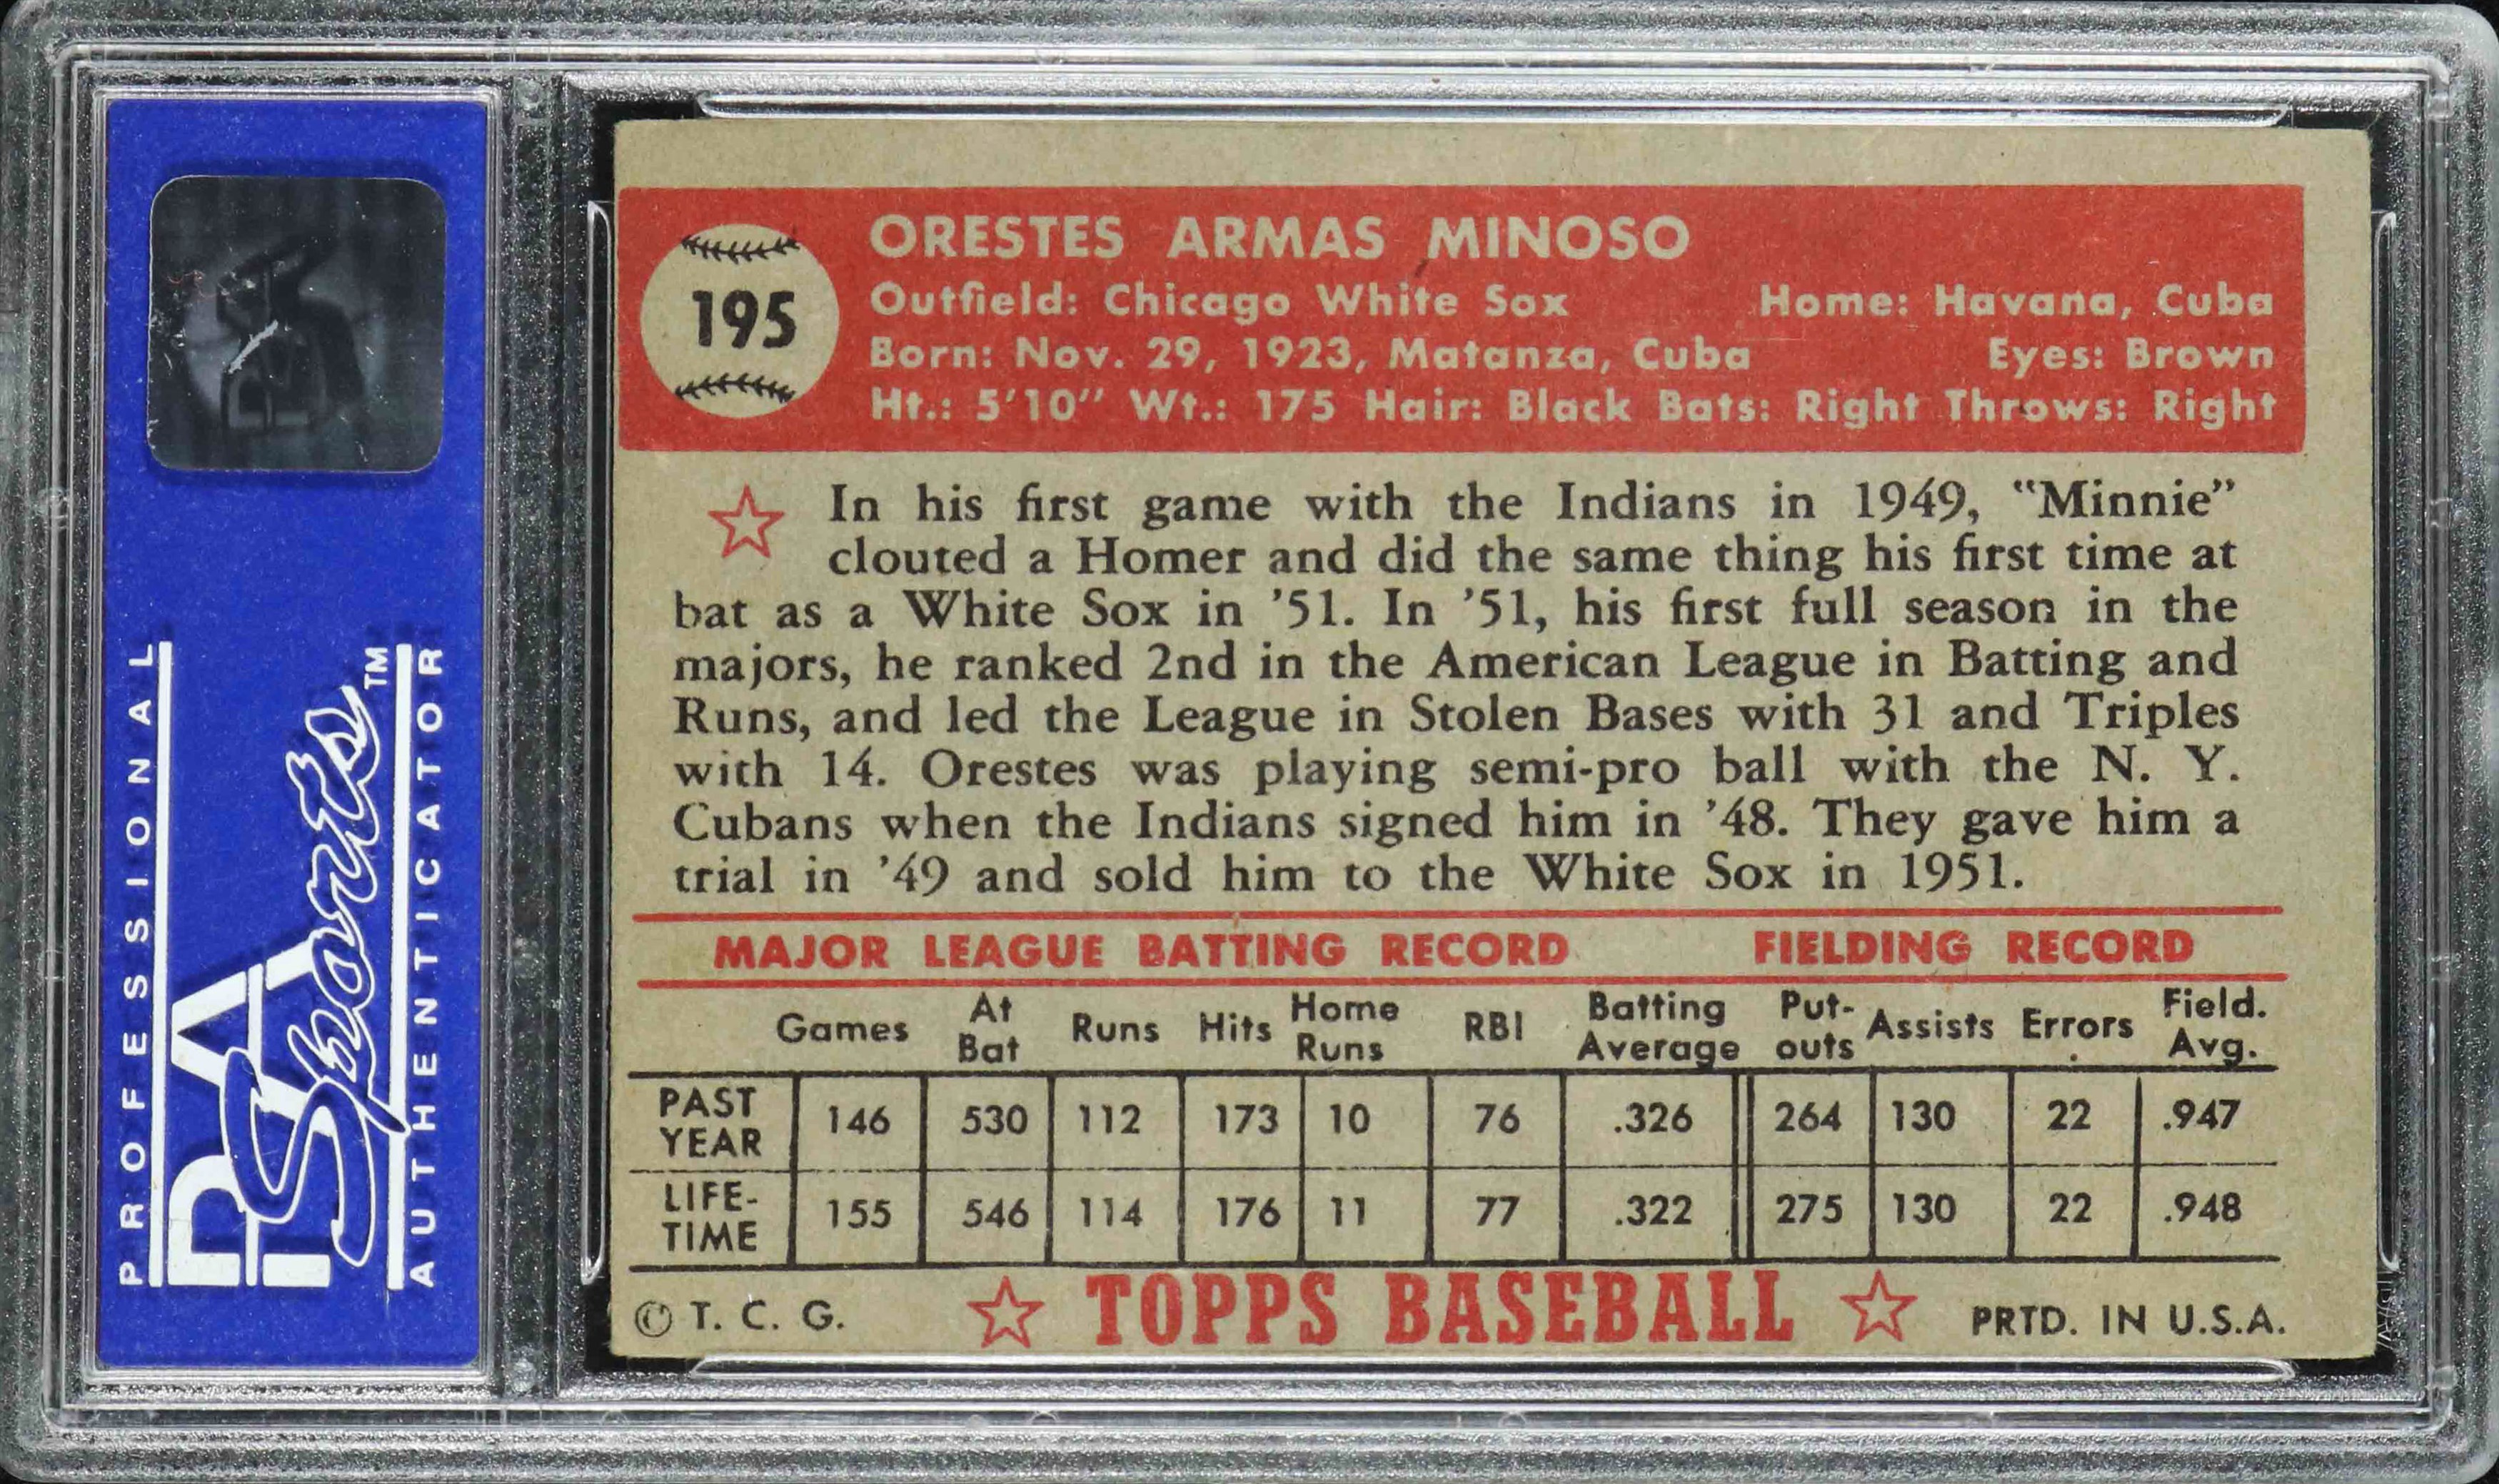 PROFESSIONAL
PSA Sports™
AUTHENTICATOR
195
ORESTES ARMAS MINOSO
Outfield: Chicago White Sox Home: Havana, Cuba
Born: Nov. 29, 1923, Matanza, Cuba Eyes: Brown
Ht.: 5'10" Wt.: 175 Hair: Black Bats: Right Throws: Right
In his first game with the Indians in 1949, "Minnie"
clouted a Homer and did the same thing his first time at
bat as a White Sox in '51. In '51, his first full season in the
majors, he ranked 2nd in the American League in Batting and
Runs, and led the League in Stolen Bases with 31 and Triples
with 14. Orestes was playing semi-pro ball with the N. Y.
Cubans when the Indians signed him in '48. They gave him a
trial in '49 and sold him to the White Sox in 1951.
MAJOR LEAGUE BATTING RECORD FIELDING RECORD
Games At Bat Runs Hits Home Runs RBI Batting Average Put-outs Assists Errors Field. Avg.
PAST YEAR 146 530 112 173 10 76 .326 264 130 22 .947
LIFE-TIME 155 546 114 176 11 77 .322 275 130 22 .948
© T. C. G. TOPPS BASEBALL PRTD. IN U.S.A.